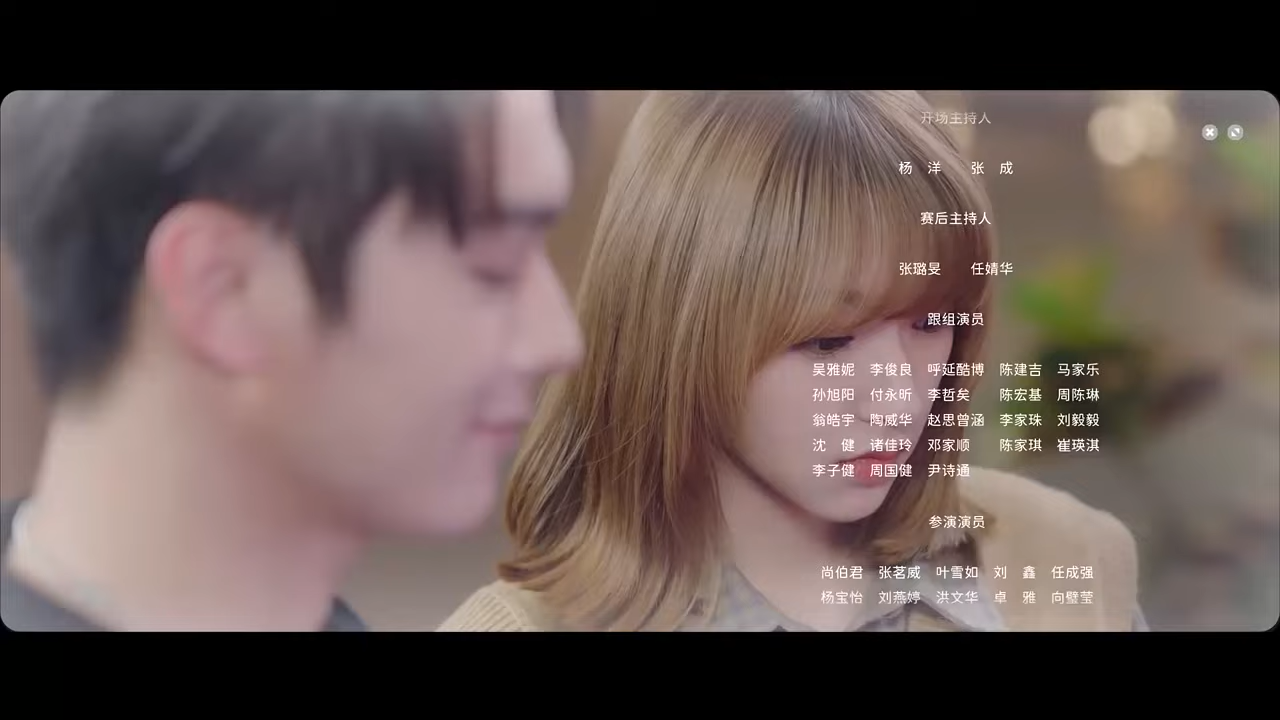 开场主持人
杨 洋 张 成
赛后主持人
张璐旻 任婧华
跟组演员
吴雅妮 李俊良 呼延酷博 陈建吉 马家乐
孙旭阳 付永昕 李哲矣 陈宏基 周陈琳
翁皓宇 陶威华 赵思曾涵 李家珠 刘毅毅
沈 健 诸佳玲 邓家顺 陈家琪 崔瑛淇
李子健 周国健 尹诗通
参演演员
尚伯君 张茗威 叶雪如 刘 鑫 任成强
杨宝怡 刘燕婷 洪文华 卓 雅 向璧莹